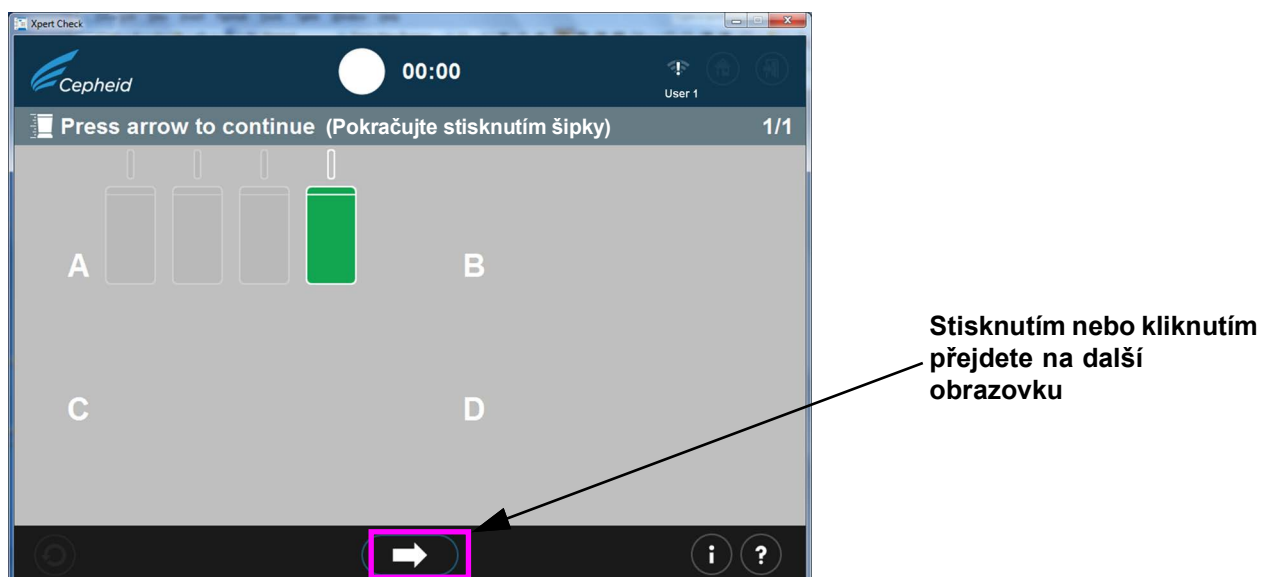 Xpert Check
Cepheid
00:00
User 1
Press arrow to continue (Pokračujte stisknutím šipky) 1/1
A
B
C
D
Stisknutím nebo kliknutím
přejdete na další
obrazovku
i ?